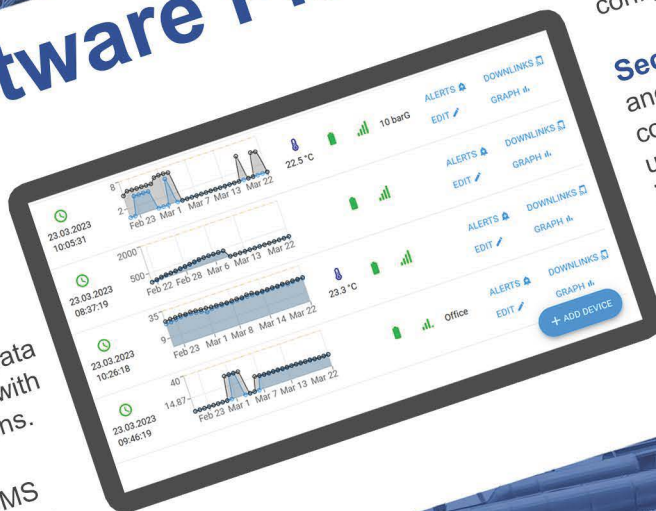 tware
com
Sec
an
co
u
ata
with
ns.
MS
23.03.2023
10:05:31
8
2
Feb 23 Mar 1 Mar 7 Mar 13 Mar 22
22.5 °C
10 barG
ALERTS
DOWNLINKS
EDIT
GRAPH
23.03.2023
08:37:19
2000
500
Feb 22 Feb 28 Mar 6 Mar 13 Mar 22
ALERTS
DOWNLINKS
EDIT
GRAPH
23.03.2023
10:26:18
35
9
Feb 23 Mar 1 Mar 8 Mar 14 Mar 22
23.3 °C
ALERTS
DOWNLINKS
EDIT
GRAPH
23.03.2023
09:46:19
40
14.87
Feb 23 Mar 1 Mar 7 Mar 13 Mar 22
Office
ALERTS
DOWNLINKS
EDIT
GRAPH
+ ADD DEVICE